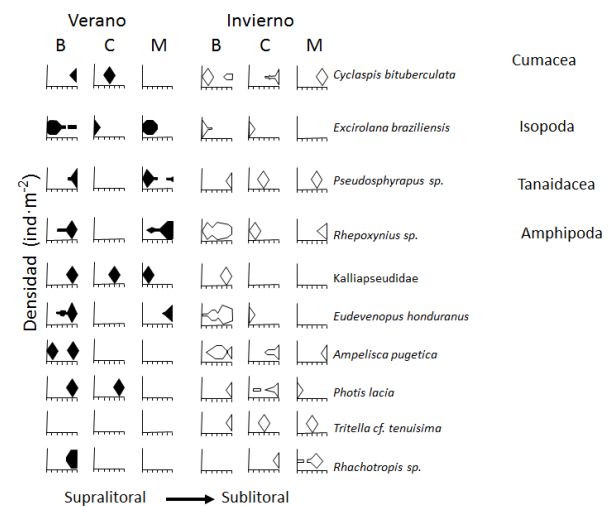 Verano Invierno
B C M B C M
Cumacea
Cyclaspis bituberculata
Excirolana braziliensis Isopoda
Pseudosphyrapus sp. Tanaidacea
Rhepoxynius sp. Amphipoda
Kalliapseudidae
Eudevenopus honduranus
Ampelisca pugetica
Photis lacia
Tritella cf. tenuisima
Rhachotropis sp.
Densidad (ind·m⁻²)
Supralitoral Sublitoral